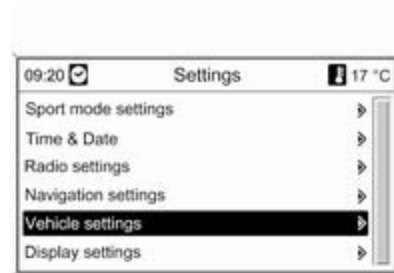 09:20 Settings 17 °C
Sport mode settings
Time & Date
Radio settings
Navigation settings
Vehicle settings
Display settings